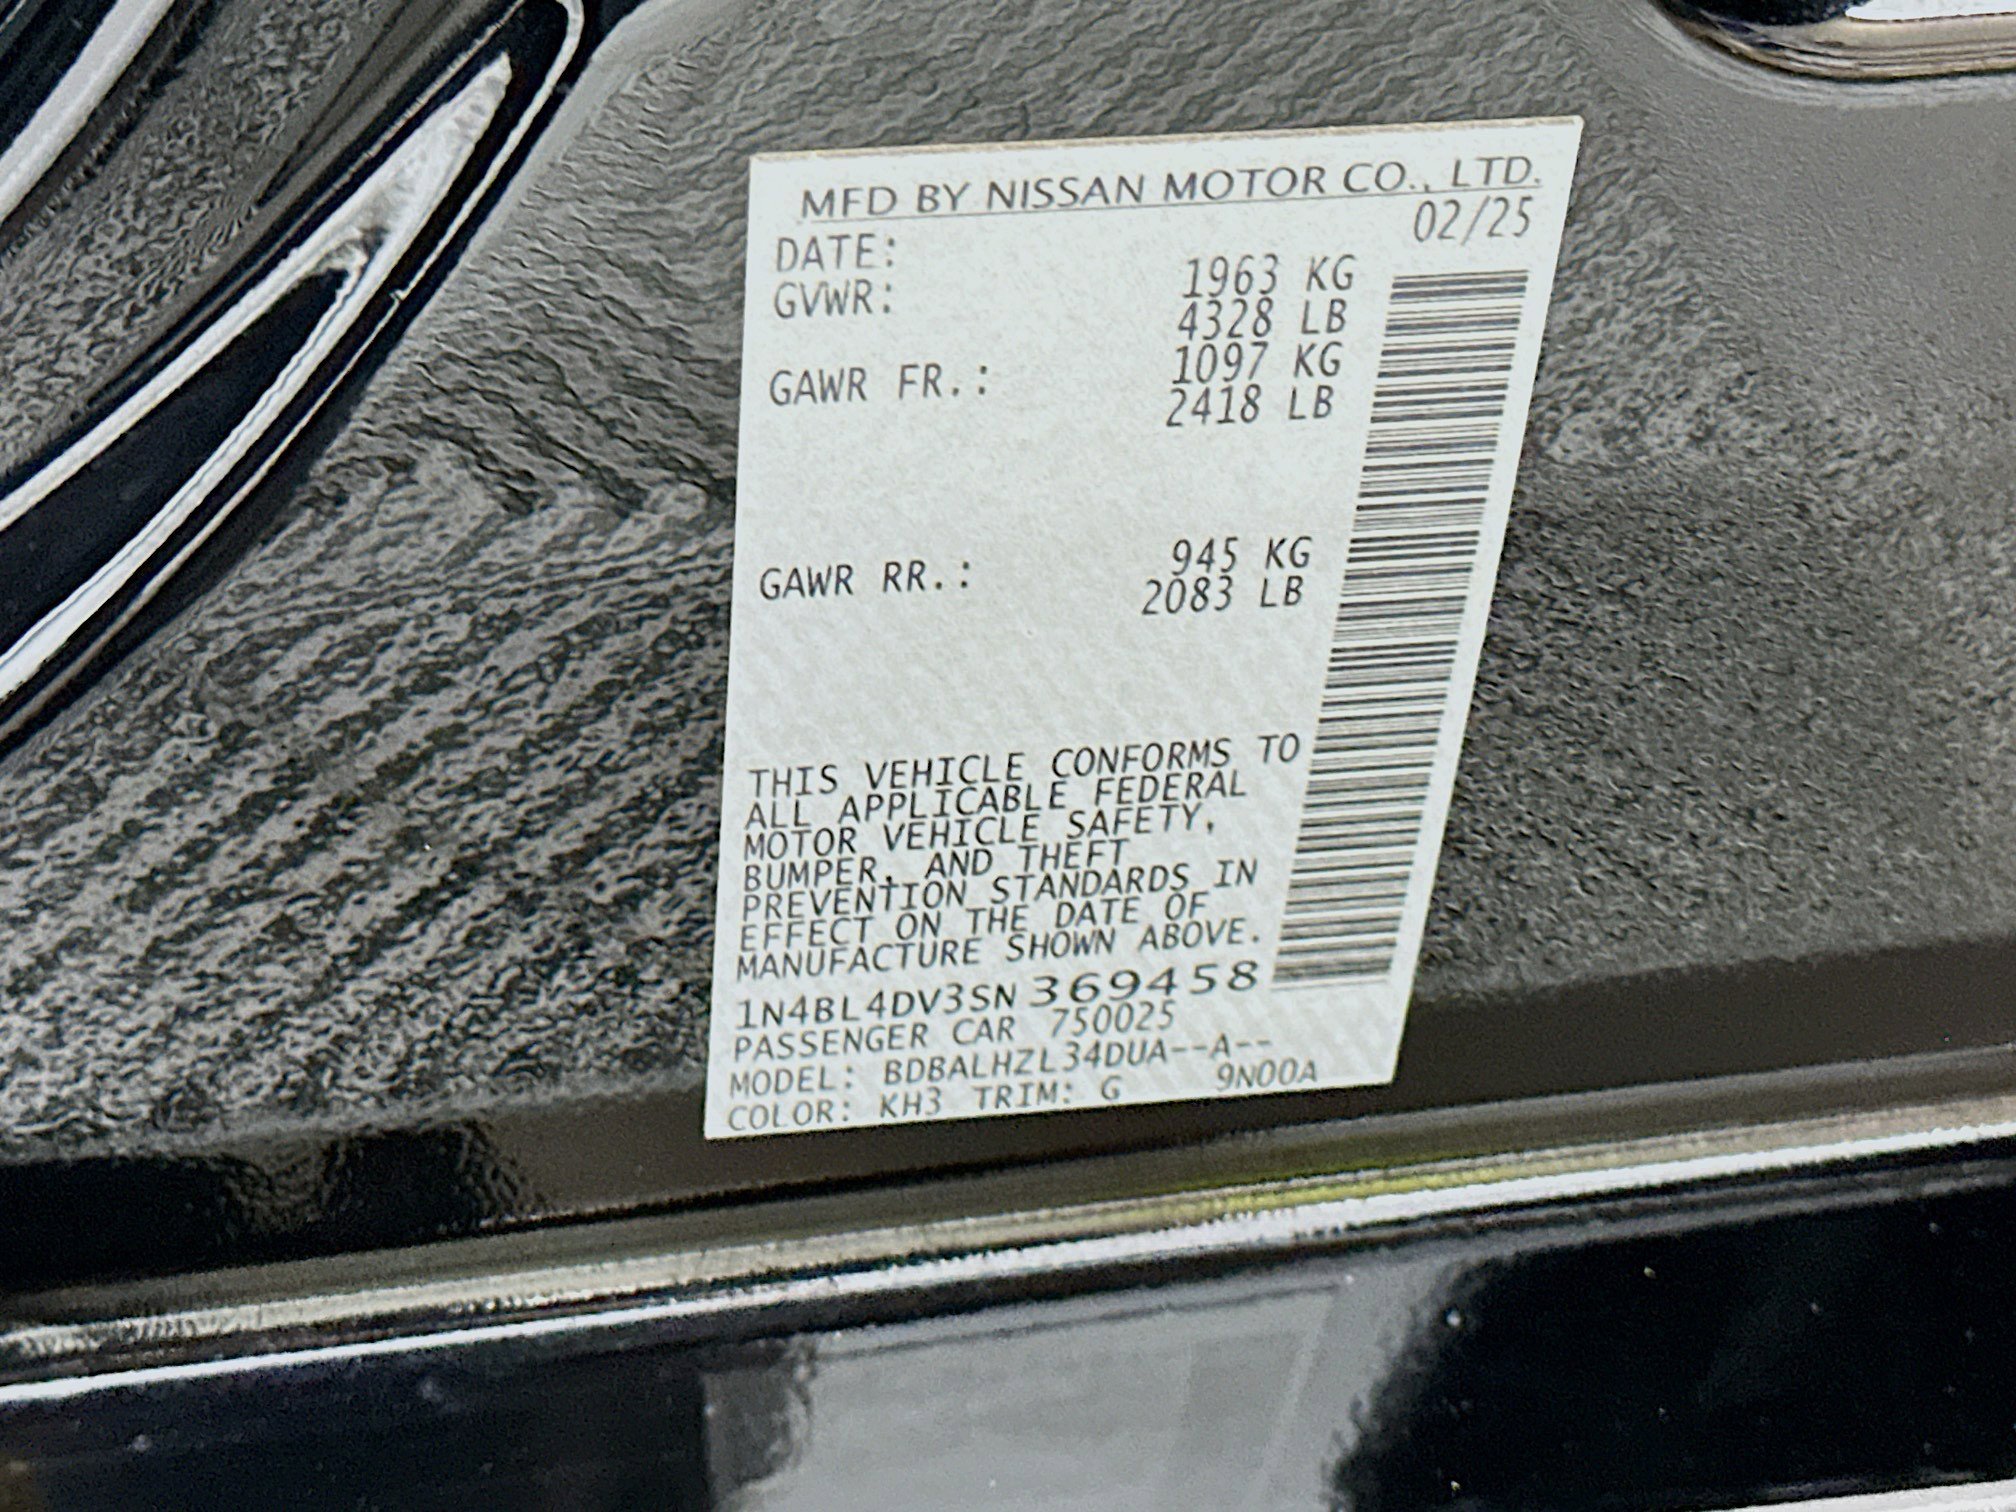 MFD BY NISSAN MOTOR CO., LTD.
DATE: 02/25
GVWR: 1963 KG
4328 LB
GAWR FR.: 1097 KG
2418 LB
GAWR RR.: 945 KG
2083 LB
THIS VEHICLE CONFORMS TO
ALL APPLICABLE FEDERAL
MOTOR VEHICLE SAFETY,
BUMPER, AND THEFT
PREVENTION STANDARDS IN
EFFECT ON THE DATE OF
MANUFACTURE SHOWN ABOVE.
1N4BL4DV3SN369458
PASSENGER CAR 750025
MODEL: BDBALHZL34DUA--A--
COLOR: KH3 TRIM: G 9N00A